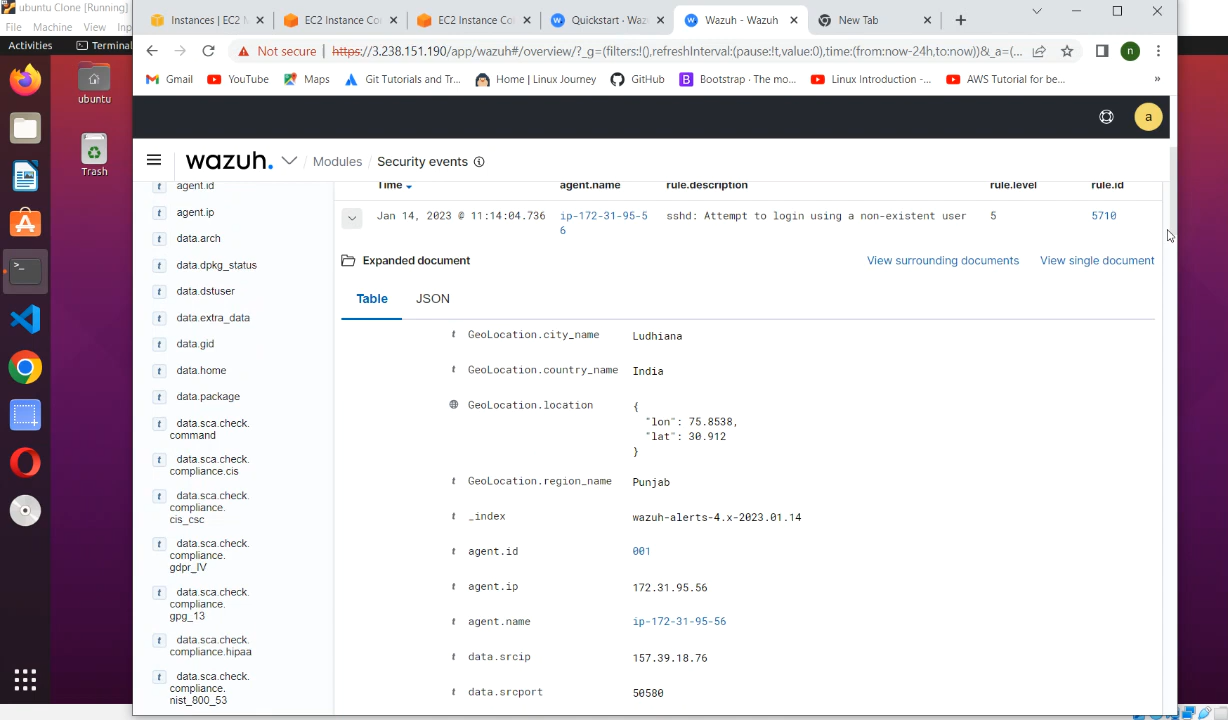 ubuntu Clone [Running]
File Machine View Inp
Activities Terminal
ubuntu
Trash
Instances | EC2 M
EC2 Instance Co
EC2 Instance Co
Quickstart · Waz
Wazuh - Wazuh
New Tab
Not secure | https://3.238.151.190/app/wazuh#/overview/?_g=(filters:!(),refreshInterval:(pause:!t,value:0),time:(from:now-24h,to:now))&_a=(...
n
Gmail YouTube Maps Git Tutorials and Tr... Home | Linux Journey GitHub Bootstrap · The mo... Linux Introduction -... AWS Tutorial for be... »
a
wazuh. / Modules / Security events
Time agent.name rule.description rule.level rule.id
Jan 14, 2023 @ 11:14:04.736 ip-172-31-95-5 sshd: Attempt to login using a non-existent user 5 5710
6
Expanded document View surrounding documents View single document
Table JSON
t GeoLocation.city_name Ludhiana
t GeoLocation.country_name India
GeoLocation.location {
"lon": 75.8538,
"lat": 30.912
}
t GeoLocation.region_name Punjab
t _index wazuh-alerts-4.x-2023.01.14
t agent.id 001
t agent.ip 172.31.95.56
t agent.name ip-172-31-95-56
t data.srcip 157.39.18.76
t data.srcport 50580
t agent.id
t agent.ip
t data.arch
t data.dpkg_status
t data.dstuser
t data.extra_data
t data.gid
t data.home
t data.package
t data.sca.check.
command
t data.sca.check.
compliance.cis
t data.sca.check.
compliance.
cis_csc
t data.sca.check.
compliance.
gdpr_IV
t data.sca.check.
compliance.
gpg_13
t data.sca.check.
compliance.hipaa
t data.sca.check.
compliance.
nist_800_53